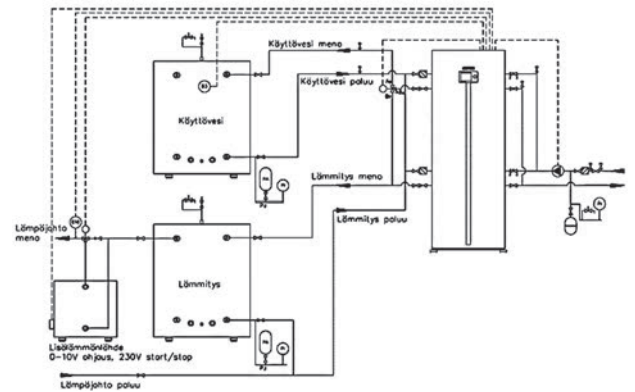 Käyttövesi meno
Käyttövesi paluu
Käyttövesi
Lämmitys meno
Lämmitys paluu
Lämpöjohto
meno
Lämmitys
Lisälämmönlähde
0-10V ohjaus, 230V start/stop
Lämpöjohto paluu